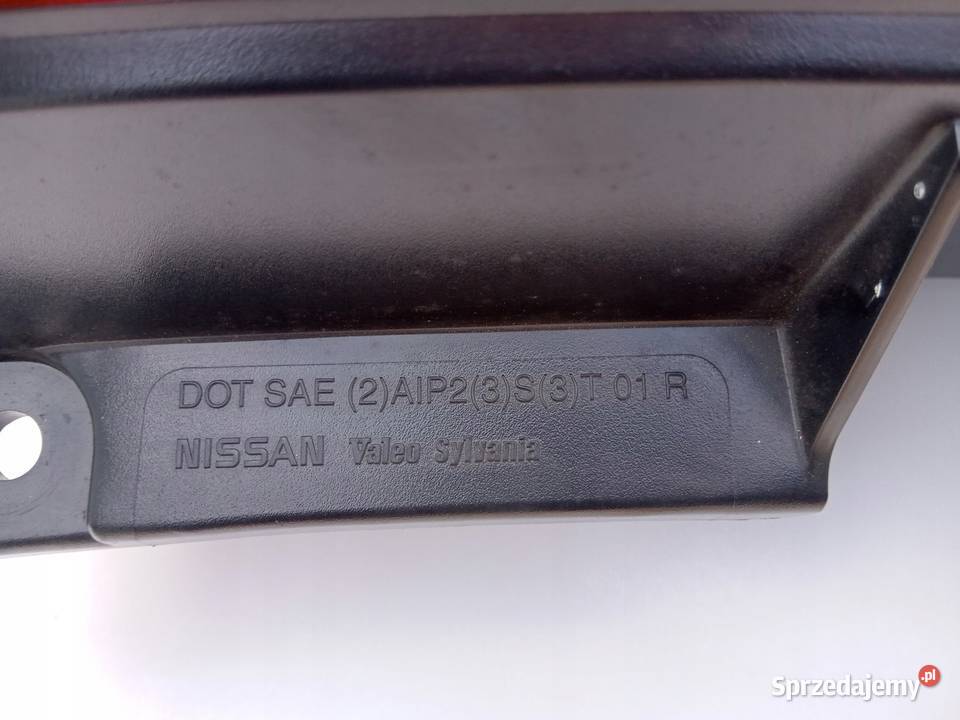 DOT SAE (2)AIP2(3)S(3)T 01 R
NISSAN Valeo Sylvania
Sprzedajemy.pl